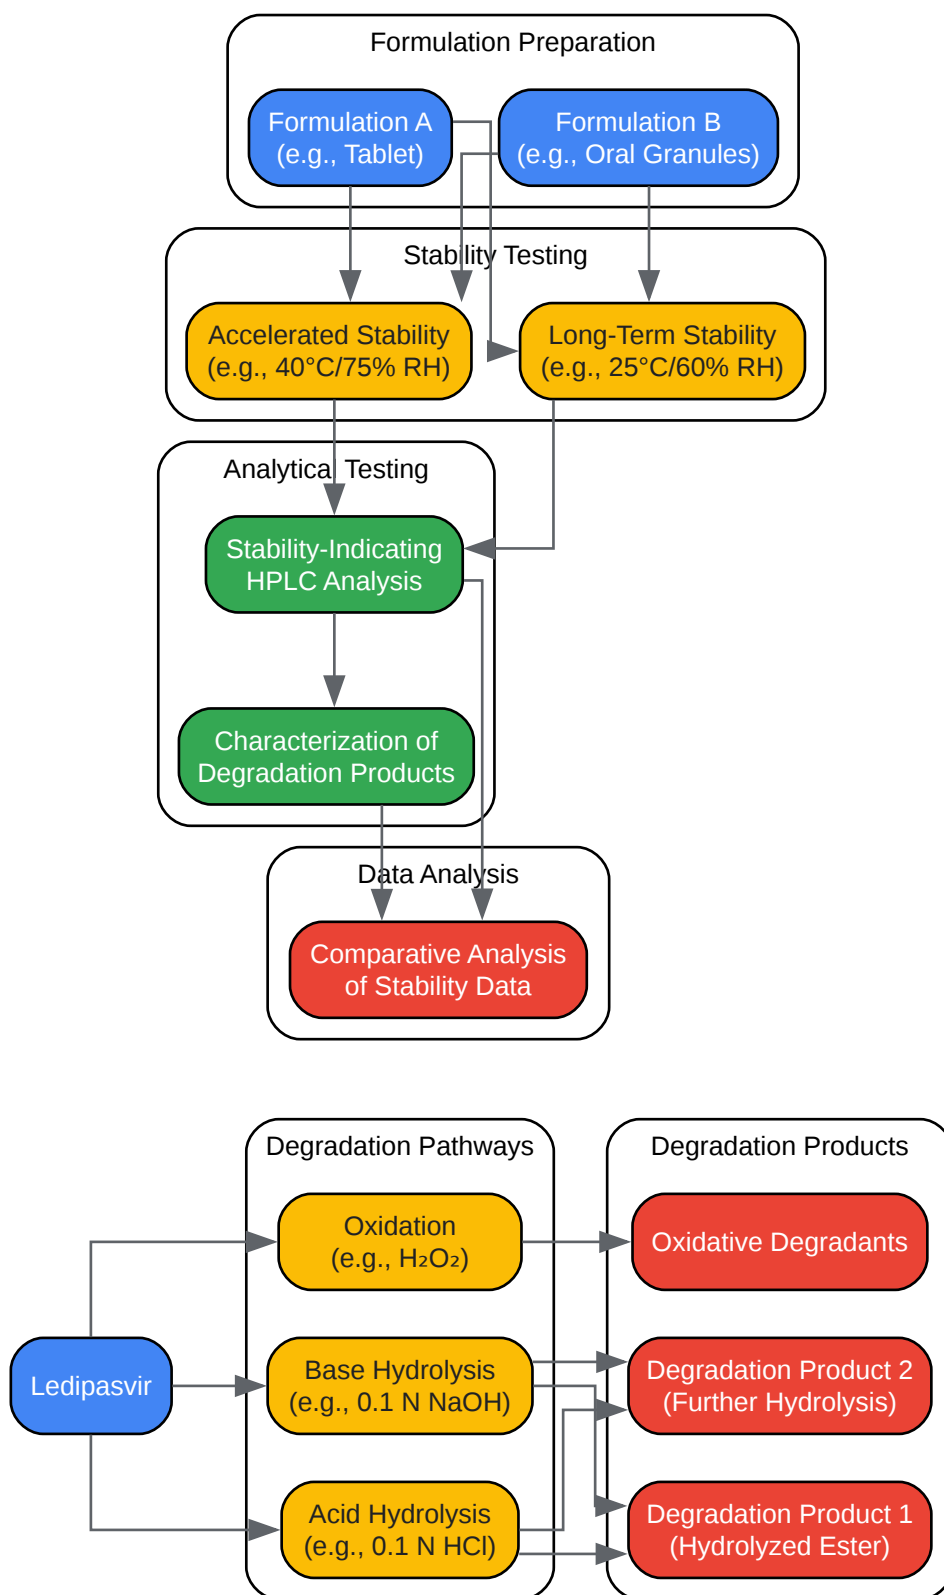 Formulation Preparation
Formulation A
(e.g., Tablet)
Formulation B
(e.g., Oral Granules)
Stability Testing
Accelerated Stability
(e.g., 40°C/75% RH)
Long-Term Stability
(e.g., 25°C/60% RH)
Analytical Testing
Stability-Indicating
HPLC Analysis
Characterization of
Degradation Products
Data Analysis
Comparative Analysis
of Stability Data
Degradation Pathways
Degradation Products
Oxidation
(e.g., H₂O₂)
Oxidative Degradants
Ledipasvir
Base Hydrolysis
(e.g., 0.1 N NaOH)
Degradation Product 2
(Further Hydrolysis)
Acid Hydrolysis
(e.g., 0.1 N HCl)
Degradation Product 1
(Hydrolyzed Ester)